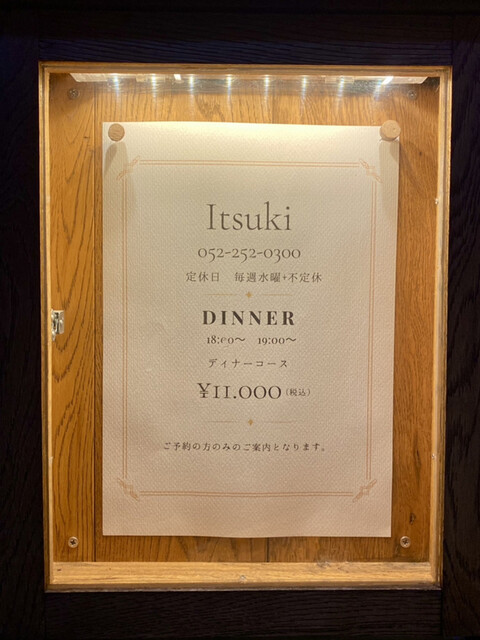 Itsuki
052-252-0300
定休日 毎週水曜+不定休
DINNER
18:00〜 19:00〜
ディナーコース
¥11.000(税込)
ご予約の方のみのご案内となります。